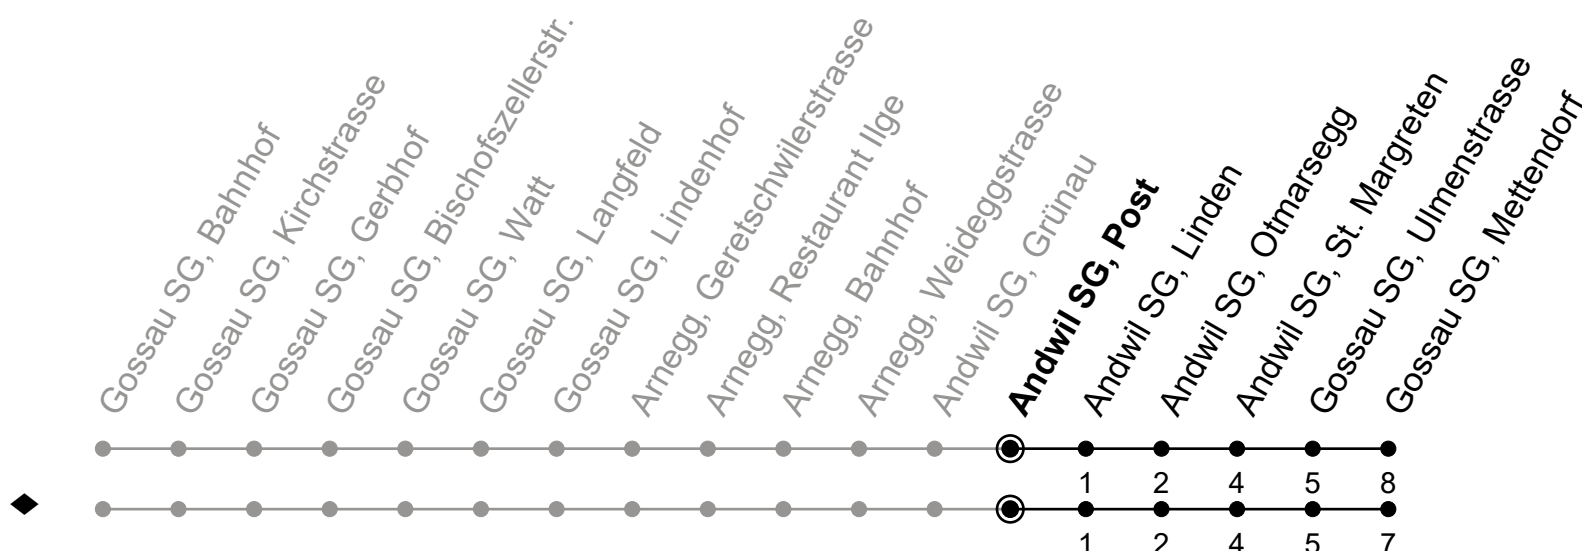 Gossau SG, Bahnhof
Gossau SG, Kirchstrasse
Gossau SG, Gerbhof
Gossau SG, Bischofszellerstr.
Gossau SG, Watt
Gossau SG, Langfeld
Gossau SG, Lindenhof
Arnegg, Geretschwilerstrasse
Arnegg, Restaurant Ilge
Arnegg, Bahnhof
Arnegg, Weideggstrasse
Andwil SG, Grünau
Andwil SG, Post
Andwil SG, Linden
Andwil SG, Otmarsegg
Andwil SG, St. Margreten
Gossau SG, Ulmenstrasse
Gossau SG, Mettendorf
1 2 4 5 8
1 2 4 5 7